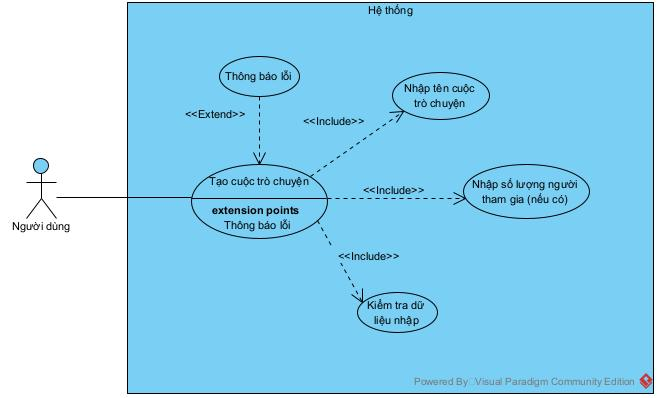 Hệ thống
Thông báo lỗi
<<Extend>>
Nhập tên cuộc
trò chuyện
<<Include>>
Tạo cuộc trò chuyện
extension points
Thông báo lỗi
<<Include>>
Nhập số lượng người
tham gia (nếu có)
Người dùng
<<Include>>
Kiểm tra dữ
liệu nhập
Powered By Visual Paradigm Community Edition